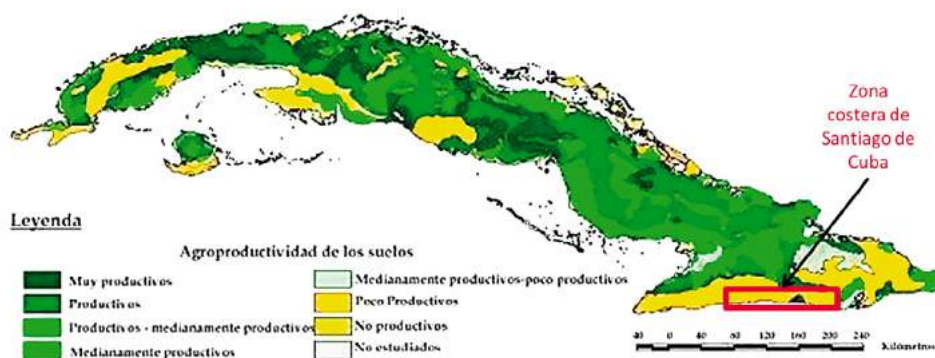 Zona
costera de
Santiago de
Cuba
Leyenda
Agroproductividad de los suelos
Muy productivos
Productivos
Productivos - medianamente productivos
Medianamente productivos
Medianamente productivos-poco productivos
Poco Productivos
No productivos
No estudiados
40 0 40 80 120 160 200 240
Kilómetros